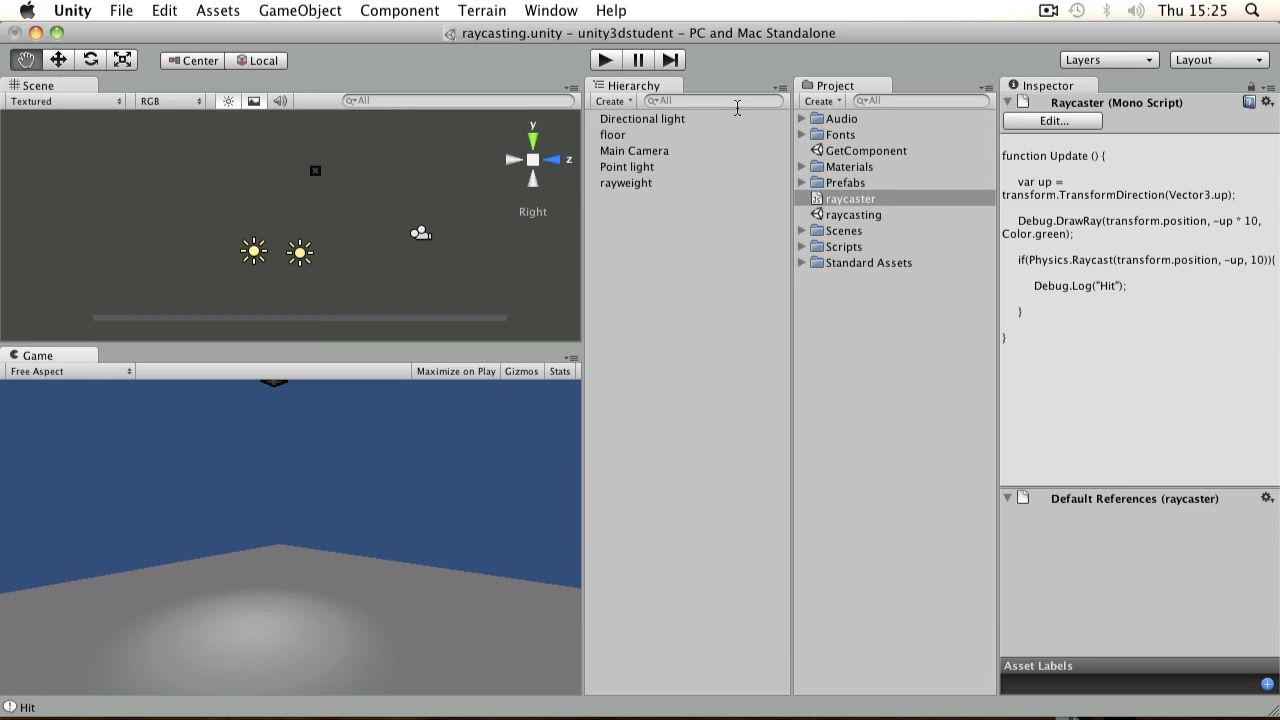 Unity File Edit Assets GameObject Component Terrain Window Help Thu 15:25
raycasting.unity – unity3dstudent – PC and Mac Standalone
Center Local Layers Layout
Scene
Textured RGB All
y
z
Right
Game
Free Aspect Maximize on Play Gizmos Stats
Hierarchy
Create All
Directional light
floor
Main Camera
Point light
rayweight
Project
Create All
Audio
Fonts
GetComponent
Materials
Prefabs
raycaster
raycasting
Scenes
Scripts
Standard Assets
Inspector
Raycaster (Mono Script)
Edit...
function Update () {
var up =
transform.TransformDirection(Vector3.up);
Debug.DrawRay(transform.position, -up * 10,
Color.green);
if(Physics.Raycast(transform.position, -up, 10)){
Debug.Log("Hit");
}
}
Default References (raycaster)
Asset Labels
Hit